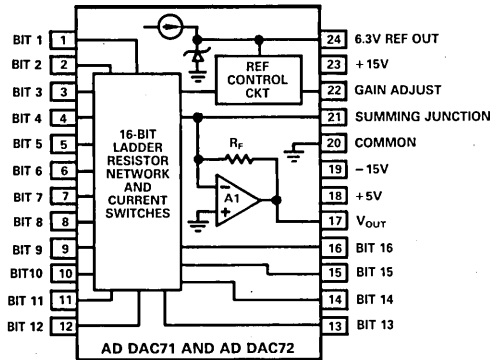 BIT 1 1
BIT 2 2
BIT 3 3
BIT 4 4
BIT 5 5
BIT 6 6
BIT 7 7
BIT 8 8
BIT 9 9
BIT10 10
BIT 11 11
BIT 12 12
16-BIT
LADDER
RESISTOR
NETWORK
AND
CURRENT
SWITCHES
REF
CONTROL
CKT
RF
− A1
+
24 6.3V REF OUT
23 +15V
22 GAIN ADJUST
21 SUMMING JUNCTION
20 COMMON
19 −15V
18 +5V
17 VOUT
16 BIT 16
15 BIT 15
14 BIT 14
13 BIT 13
AD DAC71 AND AD DAC72